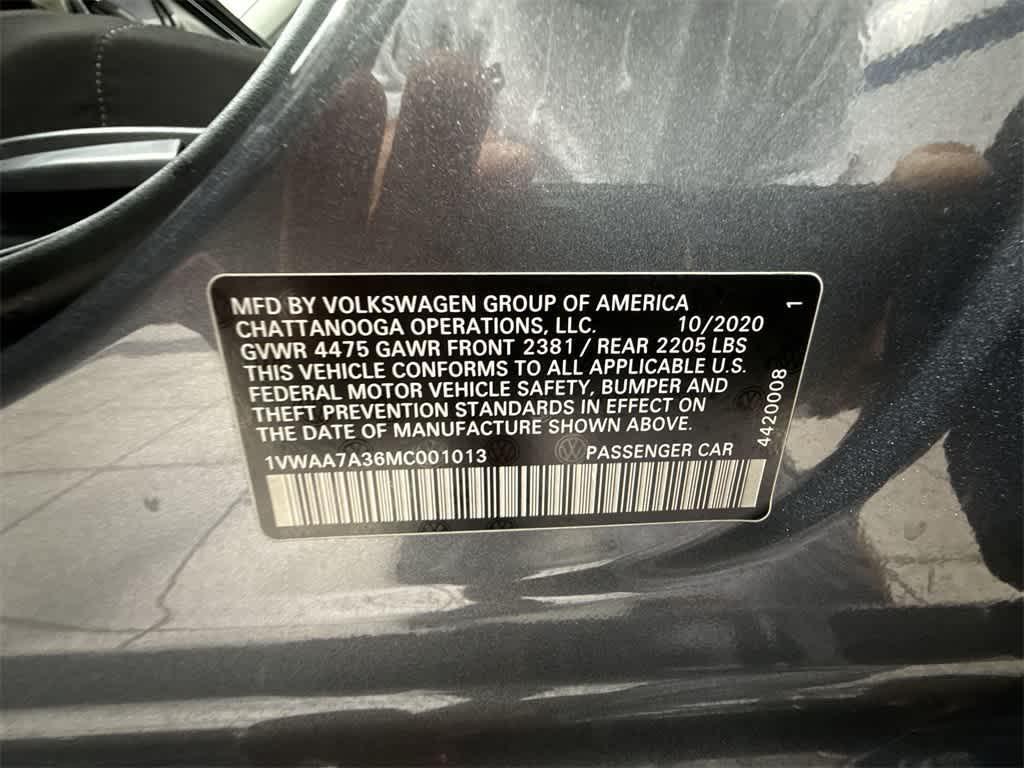 MFD BY VOLKSWAGEN GROUP OF AMERICA
CHATTANOOGA OPERATIONS, LLC. 10/2020
GVWR 4475 GAWR FRONT 2381 / REAR 2205 LBS
THIS VEHICLE CONFORMS TO ALL APPLICABLE U.S.
FEDERAL MOTOR VEHICLE SAFETY, BUMPER AND
THEFT PREVENTION STANDARDS IN EFFECT ON
THE DATE OF MANUFACTURE SHOWN ABOVE.
1VWAA7A36MC001013 PASSENGER CAR
4420008 1